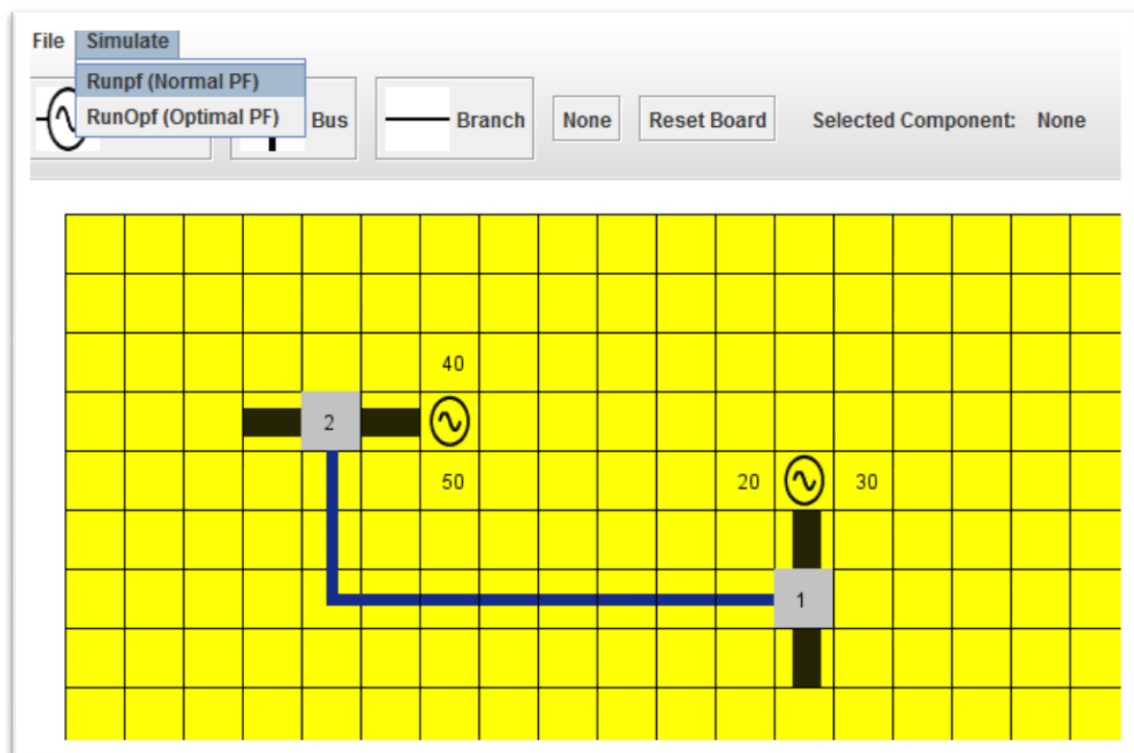 File Simulate
Runpf (Normal PF)
RunOpf (Optimal PF)
Bus Branch None Reset Board Selected Component: None
40
2
50
20 30
1